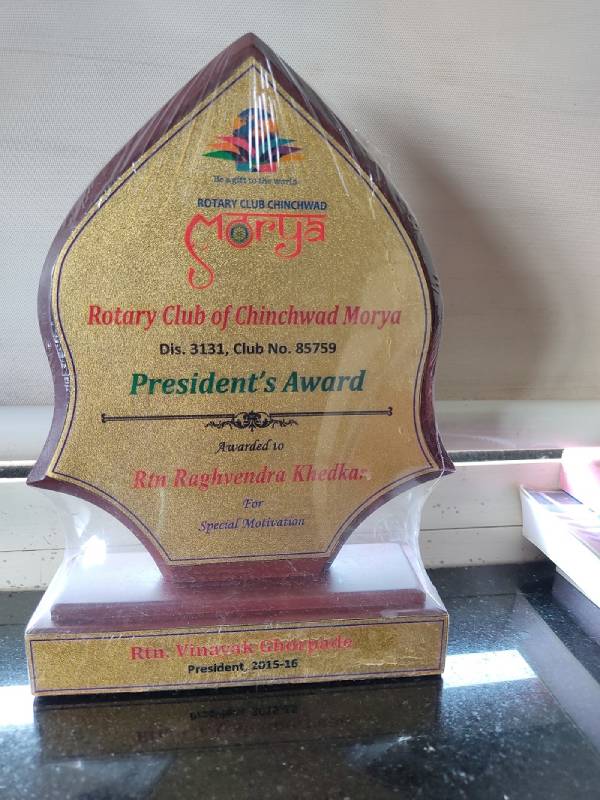 Be a gift to the world
ROTARY CLUB CHINCHWAD
morya
Rotary Club of Chinchwad Morya
Dis. 3131, Club No. 85759
President's Award
Awarded to
Rtn Raghvendra Khedkar
For
Special Motivation
Rtn. Vinayak Ghorpade
President, 2015-16